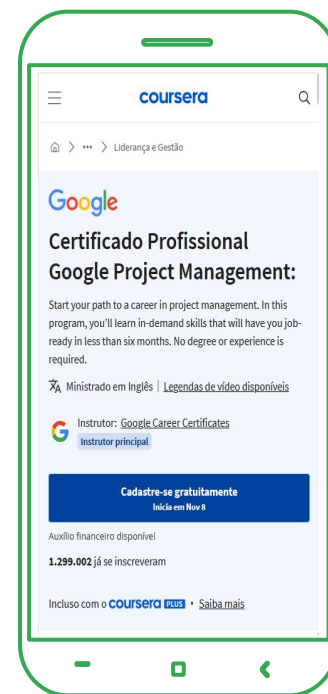 coursera
••• Liderança e Gestão
Google
Certificado Profissional
Google Project Management:
Start your path to a career in project management. In this
program, you'll learn in-demand skills that will have you job-
ready in less than six months. No degree or experience is
required.
Ministrado em Inglês | Legendas de vídeo disponíveis
Instrutor: Google Career Certificates
Instrutor principal
Cadastre-se gratuitamente
Inicia em Nov 8
Auxílio financeiro disponível
1.299.002 já se inscreveram
Incluso com o coursera PLUS • Saiba mais